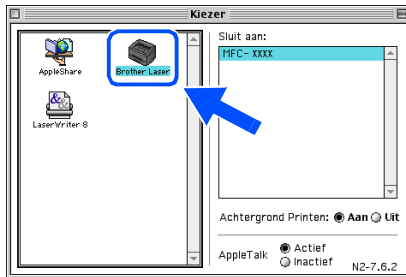 Kiezer
AppleShare
Brother Laser
LaserWriter 8
Sluit aan:
MFC- XXXX
Achtergrond Printen: Aan Uit
AppleTalk
Actief
Inactief
N2-7.6.2